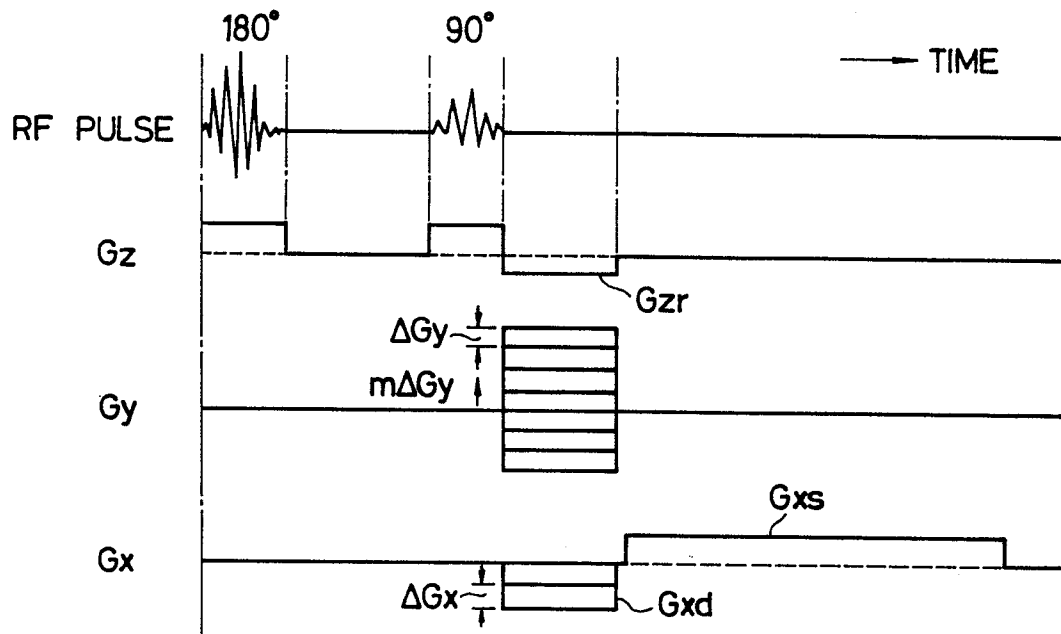 180° 90°
TIME
RF PULSE
Gz
Gzr
ΔGy
mΔGy
Gy
Gxs
Gx
ΔGx
Gxd